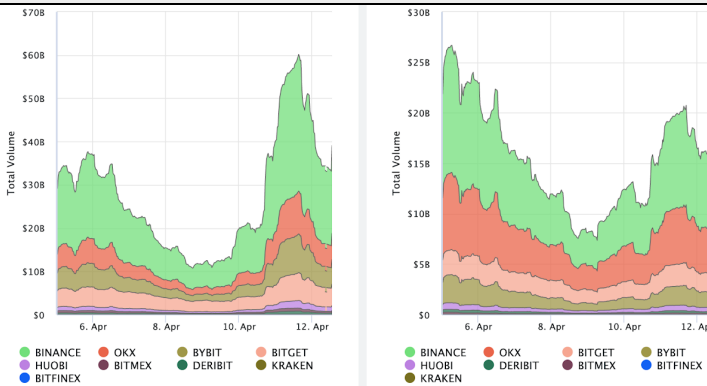 $70B
$60B
$50B
$40B
$30B
$20B
$10B
$0
Total Volume
6. Apr
8. Apr
10. Apr
12. Apr
BINANCE
OKX
BYBIT
BITGET
HUOBI
BITMEX
DERIBIT
KRAKEN
BITFINEX
$30B
$25B
$20B
$15B
$10B
$5B
$0
Total Volume
6. Apr
8. Apr
10. Apr
12. Ap
BINANCE
OKX
BITGET
BYBIT
HUOBI
DERIBIT
BITMEX
BITFINEX
KRAKEN